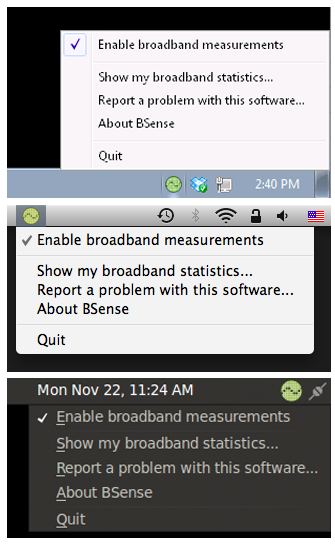 Enable broadband measurements
Show my broadband statistics...
Report a problem with this software...
About BSense
Quit
2:40 PM
Enable broadband measurements
Show my broadband statistics...
Report a problem with this software...
About BSense
Quit
Mon Nov 22, 11:24 AM
Enable broadband measurements
Show my broadband statistics...
Report a problem with this software...
About BSense
Quit